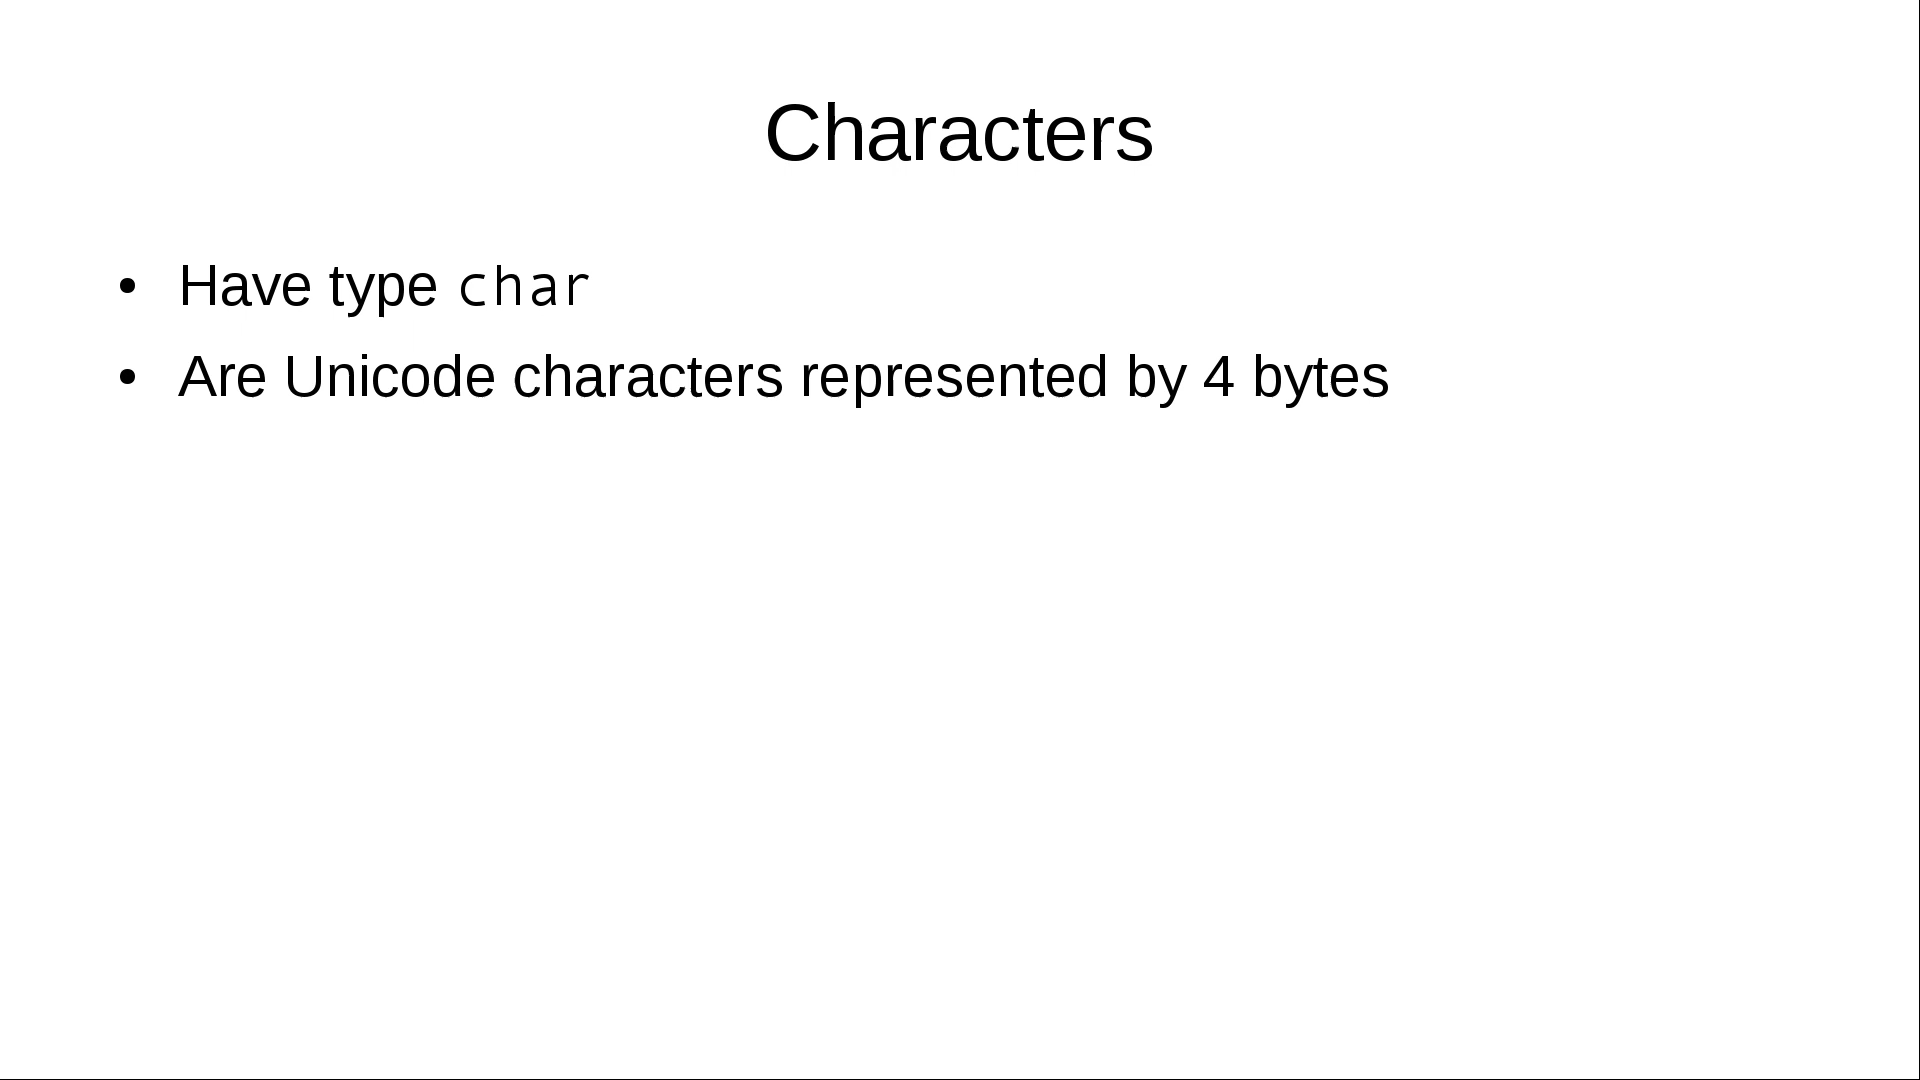 Characters
• Have type char
• Are Unicode characters represented by 4 bytes